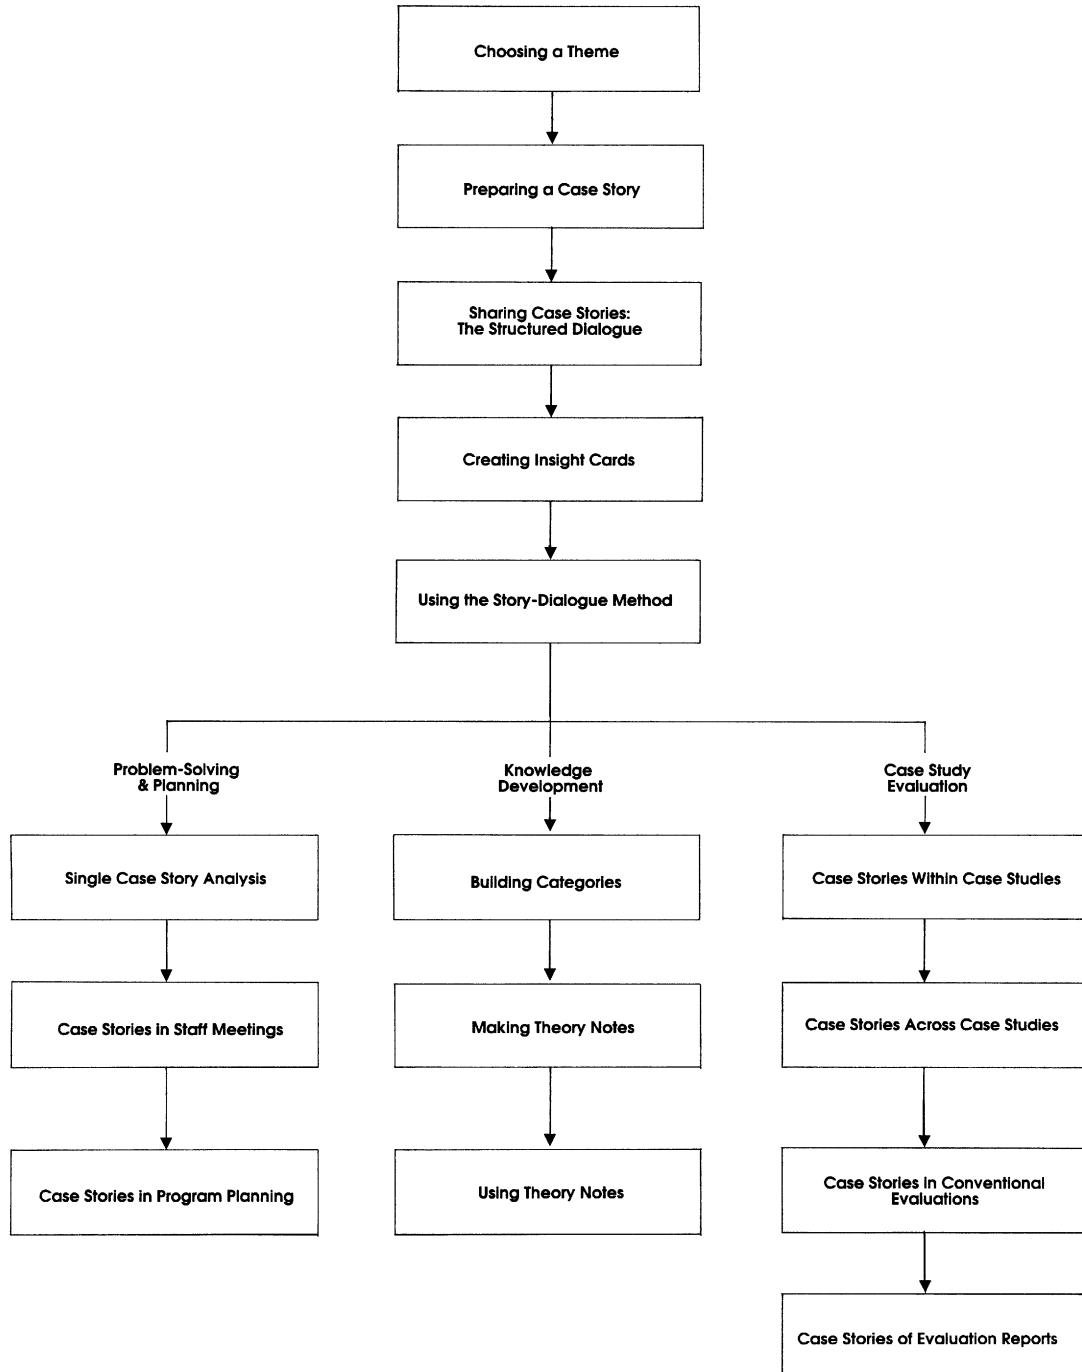 Choosing a Theme
Preparing a Case Story
Sharing Case Stories:
The Structured Dialogue
Creating Insight Cards
Using the Story-Dialogue Method
Problem-Solving
& Planning
Knowledge
Development
Case Study
Evaluation
Single Case Story Analysis
Building Categories
Case Stories Within Case Studies
Case Stories in Staff Meetings
Making Theory Notes
Case Stories Across Case Studies
Case Stories in Program Planning
Using Theory Notes
Case Stories in Conventional
Evaluations
Case Stories of Evaluation Reports